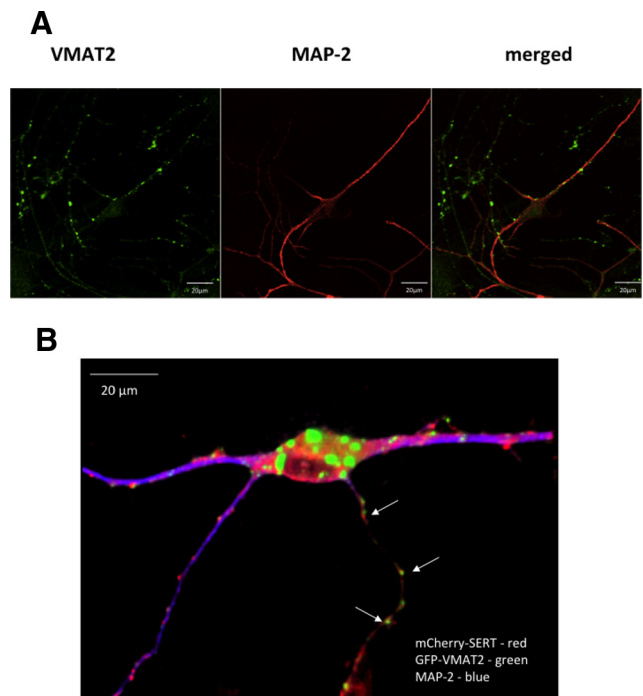 A
VMAT2 MAP-2 merged
20µm 20µm 20µm
B
20 µm
mCherry-SERT - red
GFP-VMAT2 - green
MAP-2 - blue